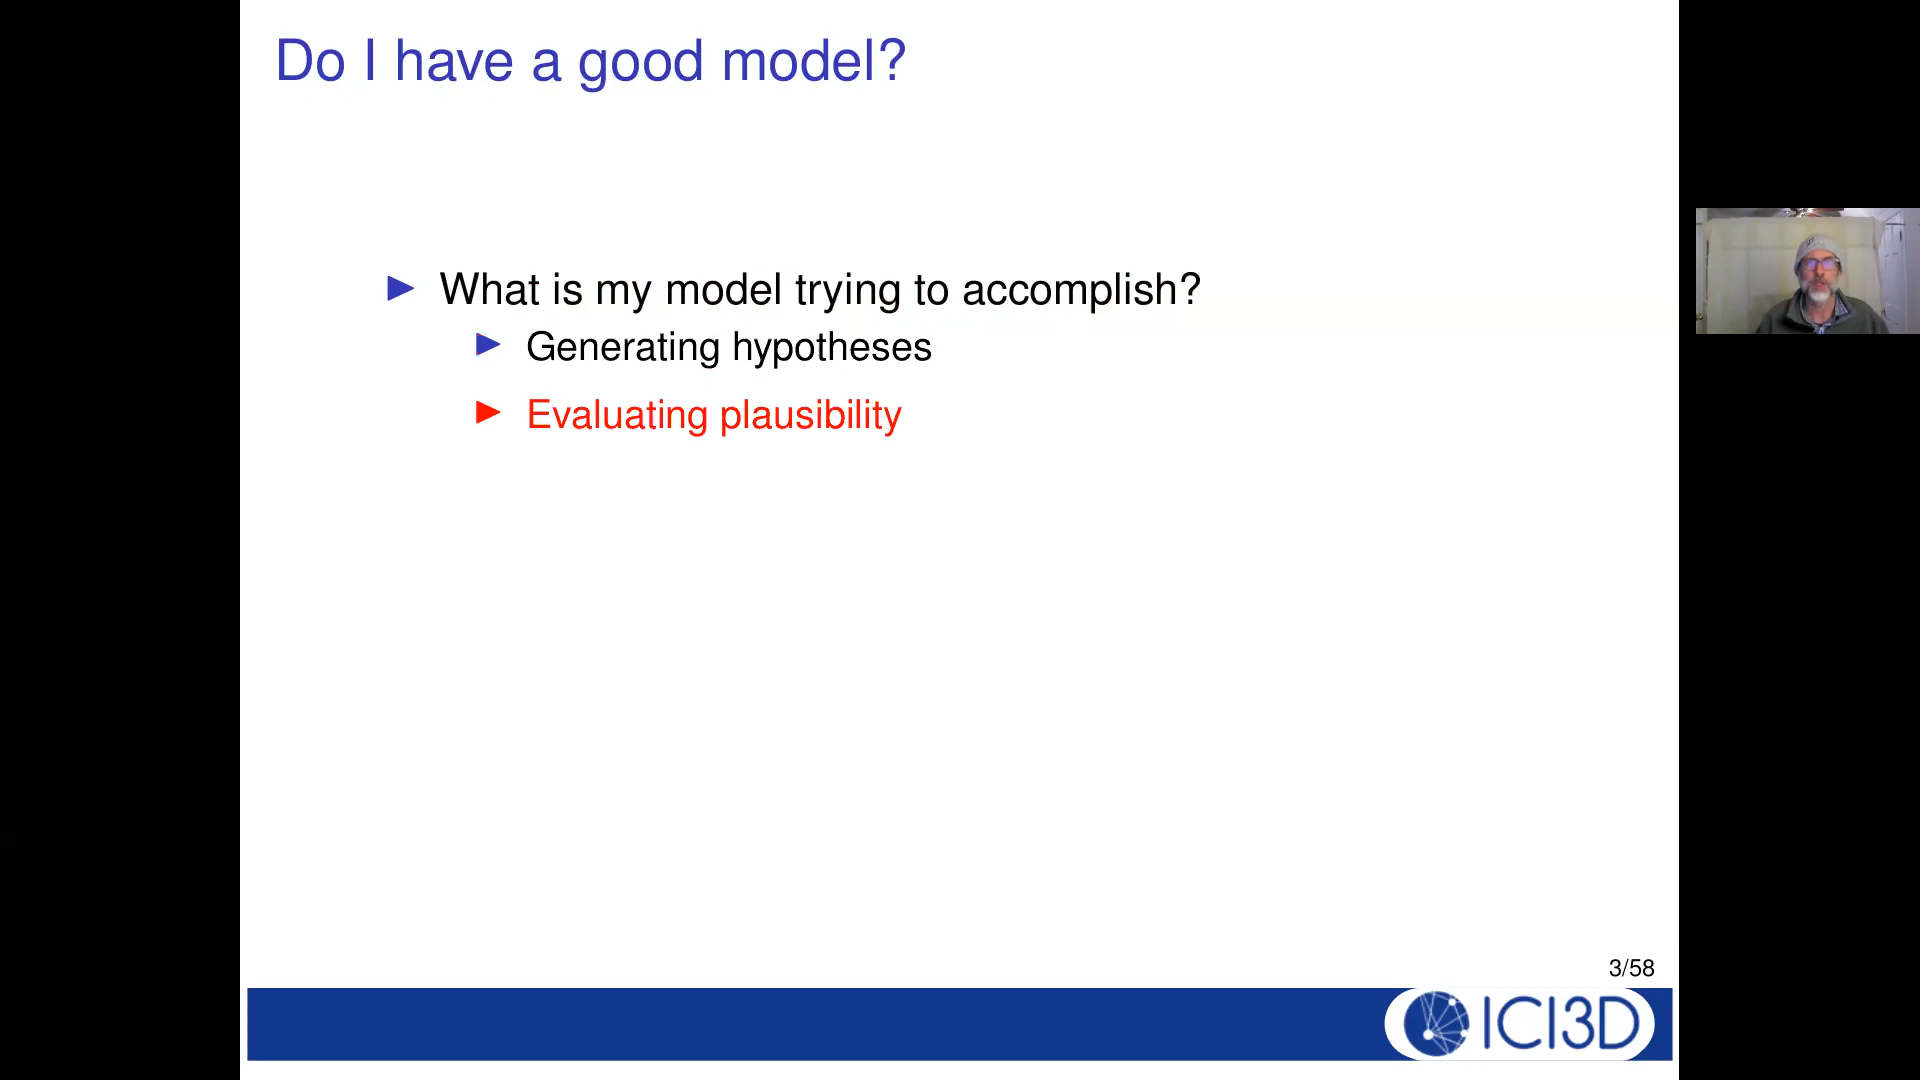 Do I have a good model?
What is my model trying to accomplish?
Generating hypotheses
Evaluating plausibility
3/58
ICI3D